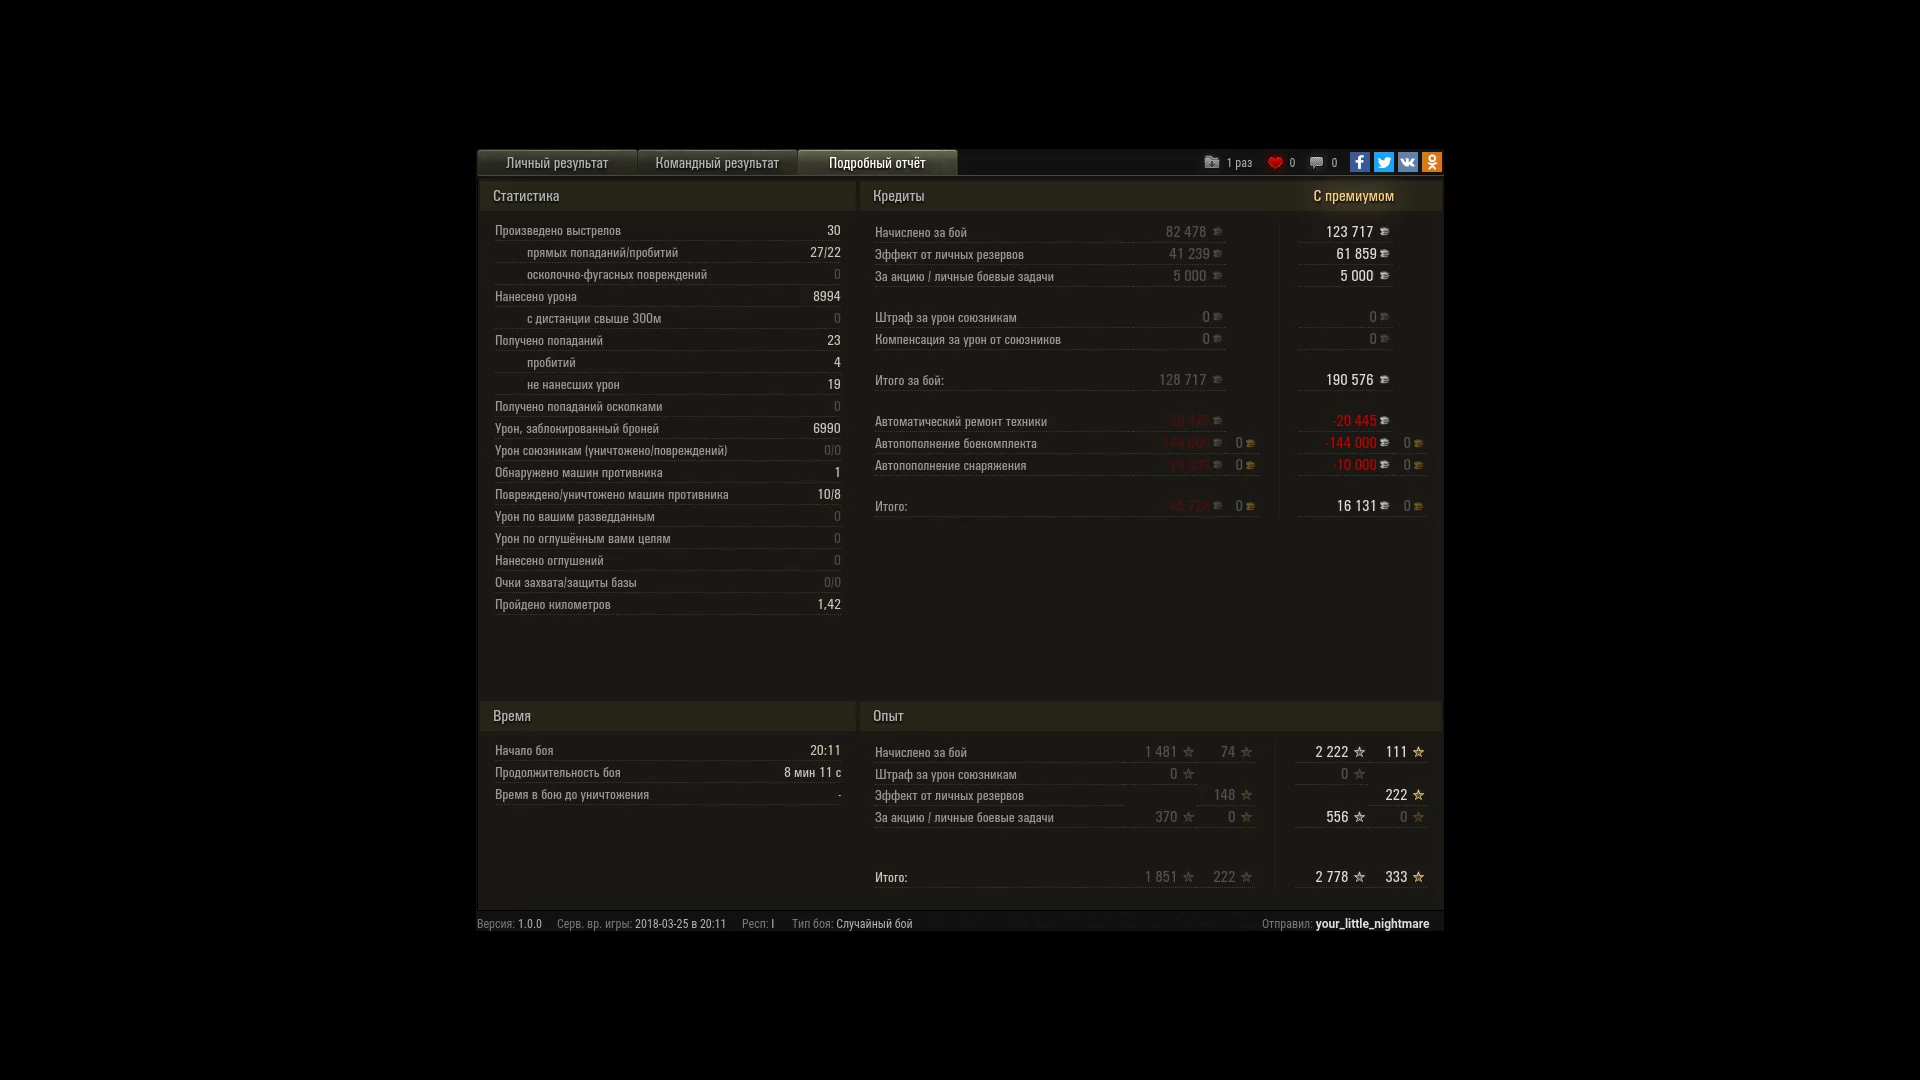 Личный результат Командный результат Подробный отчёт 1 раз 0 0
Статистика
Произведено выстрелов 30
прямых попаданий/пробитий 27/22
осколочно-фугасных повреждений 0
Нанесено урона 8994
с дистанции свыше 300м 0
Получено попаданий 23
пробитий 4
не нанесших урон 19
Получено попаданий осколками 0
Урон, заблокированный броней 6990
Урон союзникам (уничтожено/повреждений) 0/0
Обнаружено машин противника 1
Повреждено/уничтожено машин противника 10/8
Урон по вашим разведданным 0
Урон по оглушённым вами целям 0
Нанесено оглушений 0
Очки захвата/защиты базы 0/0
Пройдено километров 1,42
Кредиты С премиумом
Начислено за бой 82 478 123 717
Эффект от личных резервов 41 239 61 859
За акцию / личные боевые задачи 5 000 5 000
Штраф за урон союзникам 0 0
Компенсация за урон от союзников 0 0
Итого за бой: 128 717 190 576
Автоматический ремонт техники -20 445 -20 445
Автопополнение боекомплекта -144 000 0 -144 000 0
Автопополнение снаряжения -10 000 0 -10 000 0
Итого: -45 728 0 16 131 0
Время
Начало боя 20:11
Продолжительность боя 8 мин 11 с
Время в бою до уничтожения -
Опыт
Начислено за бой 1 481 74 2 222 111
Штраф за урон союзникам 0 0
Эффект от личных резервов 148 222
За акцию / личные боевые задачи 370 0 556 0
Итого: 1 851 222 2 778 333
Версия: 1.0.0 Серв. вр. игры: 2018-03-25 в 20:11 Респ: I Тип боя: Случайный бой Отправил: your_little_nightmare